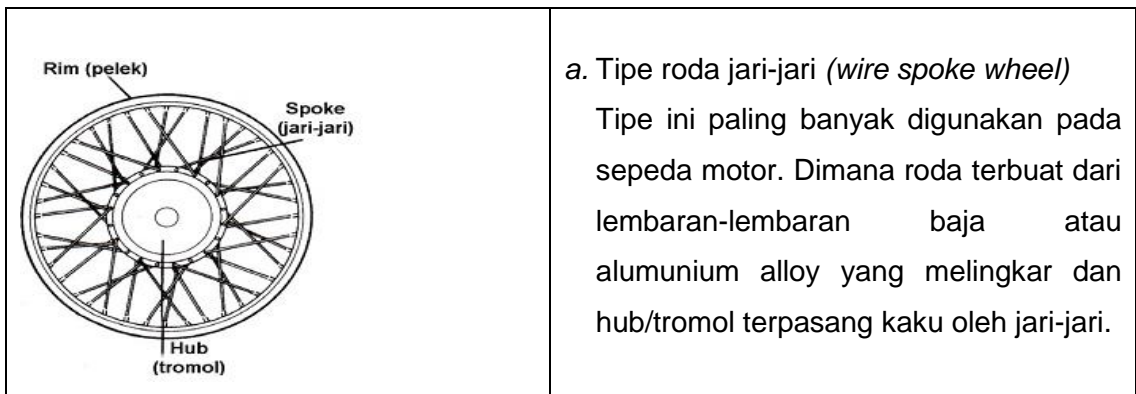 Rim (pelek)
Spoke
(jari-jari)
Hub
(tromol)
a. Tipe roda jari-jari (wire spoke wheel)
Tipe ini paling banyak digunakan pada
sepeda motor. Dimana roda terbuat dari
lembaran-lembaran baja atau
alumunium alloy yang melingkar dan
hub/tromol terpasang kaku oleh jari-jari.